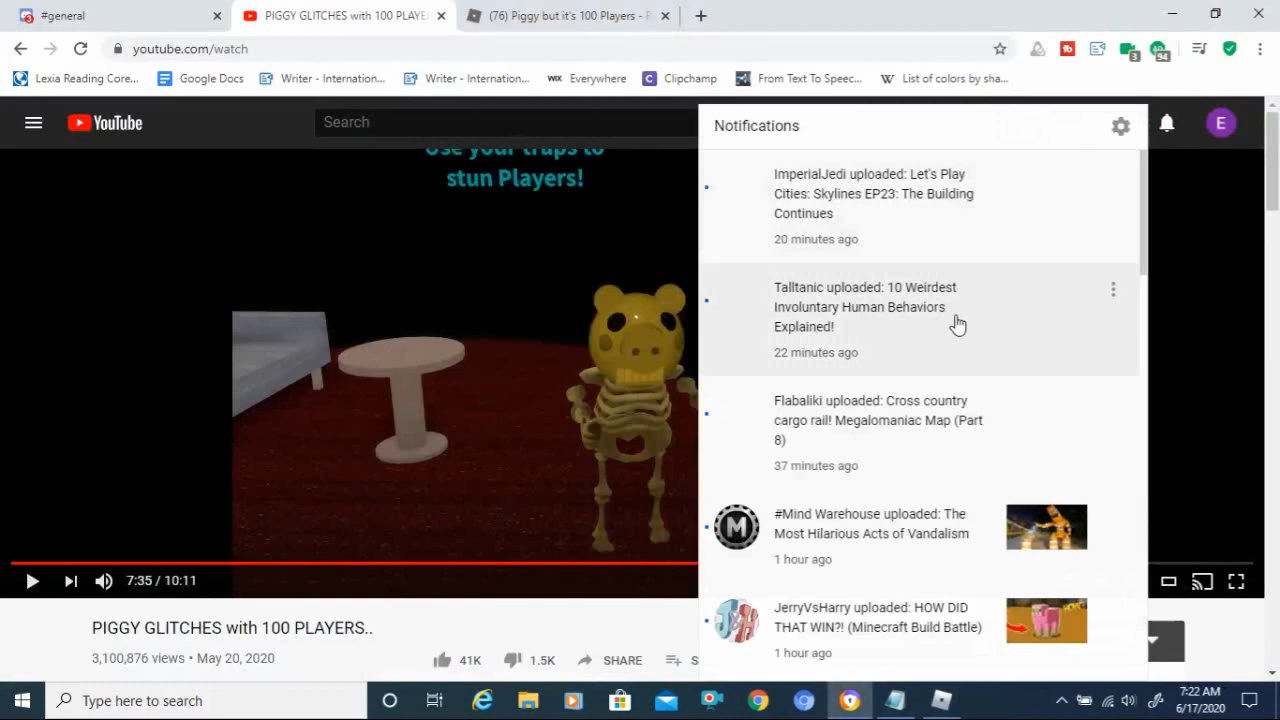 #general
PIGGY GLITCHES with 100 PLAYE
(76) Piggy but it's 100 Players - R
youtube.com/watch
3
94
Lexia Reading Core...
Google Docs
Writer - Internation...
Writer - Internation...
WIX Everywhere
Clipchamp
From Text To Speec...
W List of colors by sha...
YouTube
Search
Notifications
E
Use your traps to
stun Players!
ImperialJedi uploaded: Let's Play
Cities: Skylines EP23: The Building
Continues
20 minutes ago
Talltanic uploaded: 10 Weirdest
Involuntary Human Behaviors
Explained!
22 minutes ago
Flabaliki uploaded: Cross country
cargo rail! Megalomaniac Map (Part
8)
37 minutes ago
M
#Mind Warehouse uploaded: The
Most Hilarious Acts of Vandalism
1 hour ago
J&H
JerryVsHarry uploaded: HOW DID
THAT WIN?! (Minecraft Build Battle)
1 hour ago
7:35 / 10:11
PIGGY GLITCHES with 100 PLAYERS..
3,100,876 views • May 20, 2020
41K
1.5K
SHARE
S
Type here to search
7:22 AM
6/17/2020